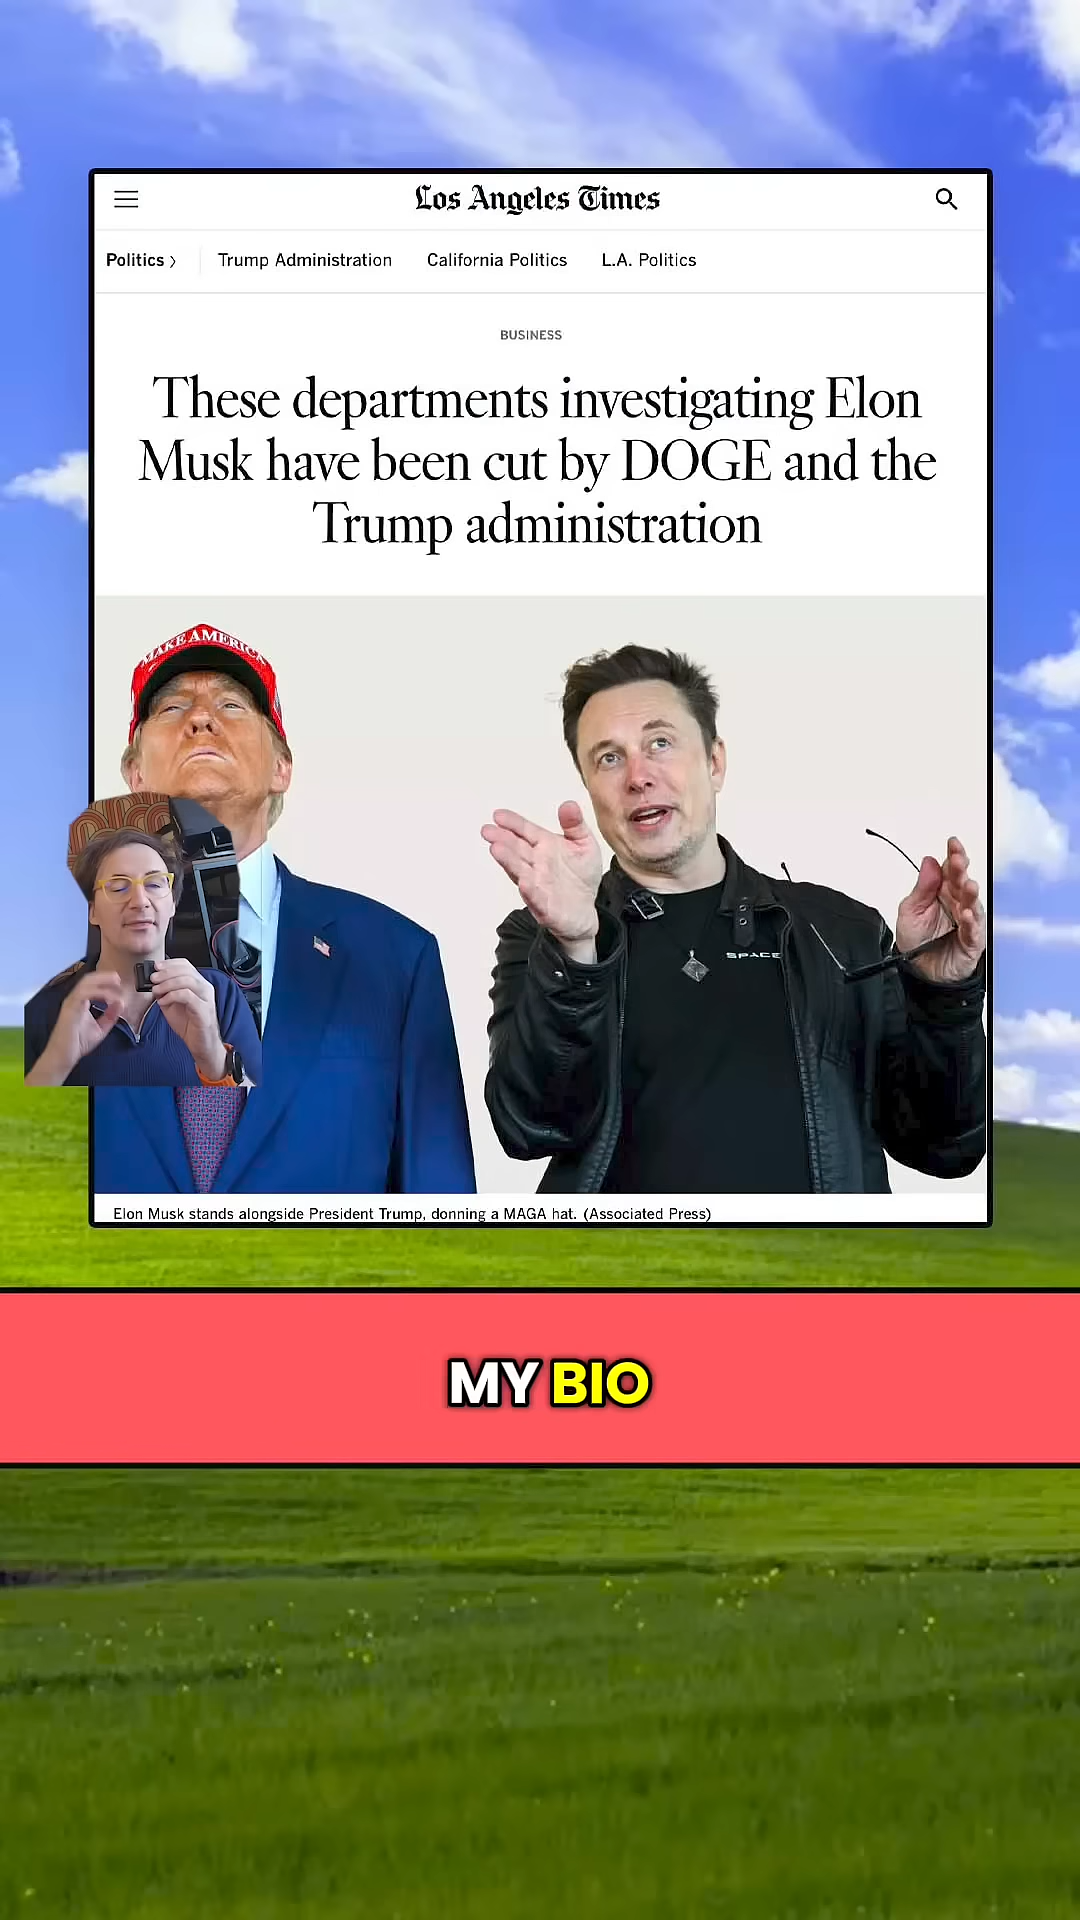 Los Angeles Times
Politics
Trump Administration
California Politics
L.A. Politics
BUSINESS
These departments investigating Elon
Musk have been cut by DOGE and the
Trump administration
MAKE AMERICA
SPACE
Elon Musk stands alongside President Trump, donning a MAGA hat. (Associated Press)
MY BIO